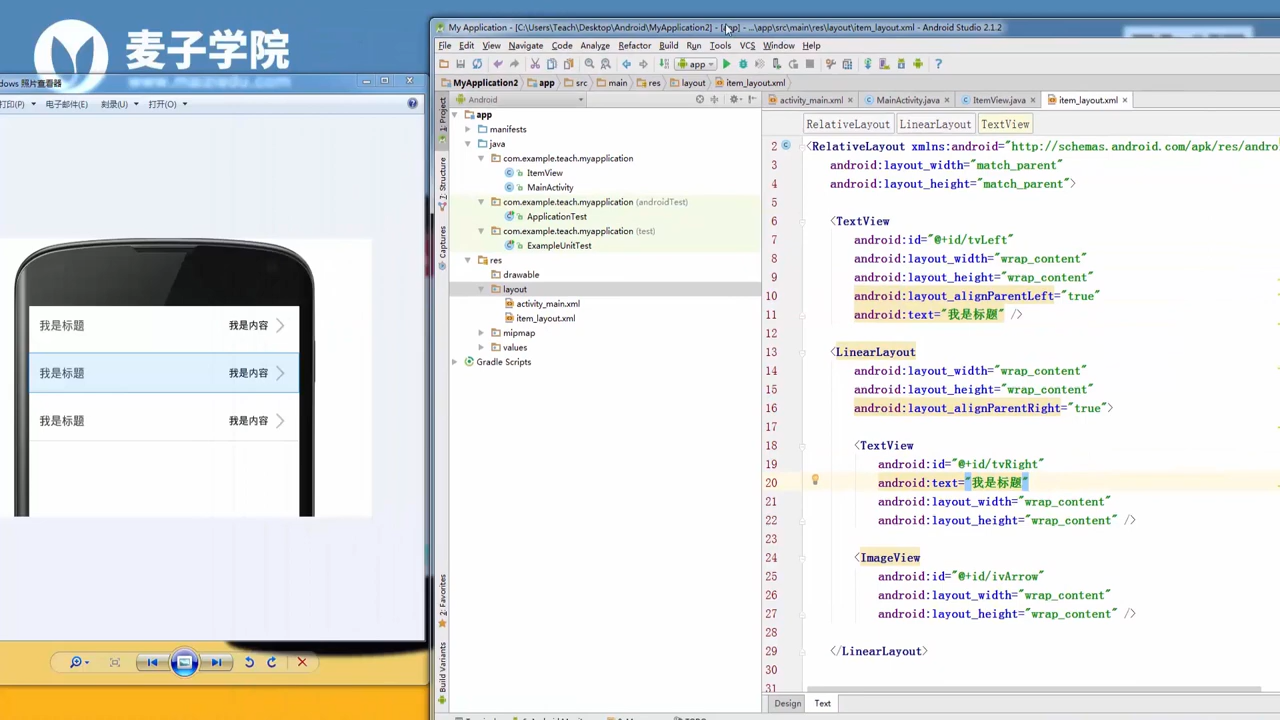 麦子学院
www.maizedu.com
dows 照片查看器
打印(P)
电子邮件(E)
刻录(U)
打开(O)
我是标题
我是内容
我是标题
我是内容
我是标题
我是内容
My Application - [C:\Users\Teach\Desktop\Android\MyApplication2] - [app] - ...\app\src\main\res\layout\item_layout.xml - Android Studio 2.1.2
File Edit View Navigate Code Analyze Refactor Build Run Tools VCS Window Help
app
MyApplication2 app src main res layout item_layout.xml
Android
activity_main.xml MainActivity.java ItemView.java item_layout.xml
RelativeLayout LinearLayout TextView
1: Project
7: Structure
Captures
2: Favorites
Build Variants
app
manifests
java
com.example.teach.myapplication
ItemView
MainActivity
com.example.teach.myapplication (androidTest)
ApplicationTest
com.example.teach.myapplication (test)
ExampleUnitTest
res
drawable
layout
activity_main.xml
item_layout.xml
mipmap
values
Gradle Scripts
2 <RelativeLayout xmlns:android="http://schemas.android.com/apk/res/andro
3 android:layout_width="match_parent"
4 android:layout_height="match_parent">
5
6 <TextView
7 android:id="@+id/tvLeft"
8 android:layout_width="wrap_content"
9 android:layout_height="wrap_content"
10 android:layout_alignParentLeft="true"
11 android:text="我是标题" />
12
13 <LinearLayout
14 android:layout_width="wrap_content"
15 android:layout_height="wrap_content"
16 android:layout_alignParentRight="true">
17
18 <TextView
19 android:id="@+id/tvRight"
20 android:text="我是标题"
21 android:layout_width="wrap_content"
22 android:layout_height="wrap_content" />
23
24 <ImageView
25 android:id="@+id/ivArrow"
26 android:layout_width="wrap_content"
27 android:layout_height="wrap_content" />
28
29 </LinearLayout>
30
31
Design Text